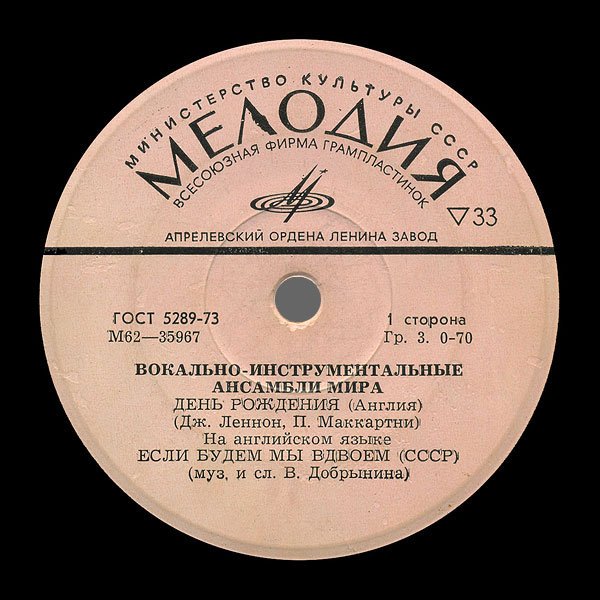 МИНИСТЕРСТВО КУЛЬТУРЫ СССР
МЕЛОДИЯ
ВСЕСОЮЗНАЯ ФИРМА ГРАМПЛАСТИНОК
▽33
АПРЕЛЕВСКИЙ ОРДЕНА ЛЕНИНА ЗАВОД
ГОСТ 5289-73
1 сторона
М62—35967
Гр. 3. 0-70
ВОКАЛЬНО-ИНСТРУМЕНТАЛЬНЫЕ
АНСАМБЛИ МИРА
ДЕНЬ РОЖДЕНИЯ (Англия)
(Дж. Леннон, П. Маккартни)
На английском языке
ЕСЛИ БУДЕМ МЫ ВДВОЕМ (СССР)
(муз. и сл. В. Добрынина)